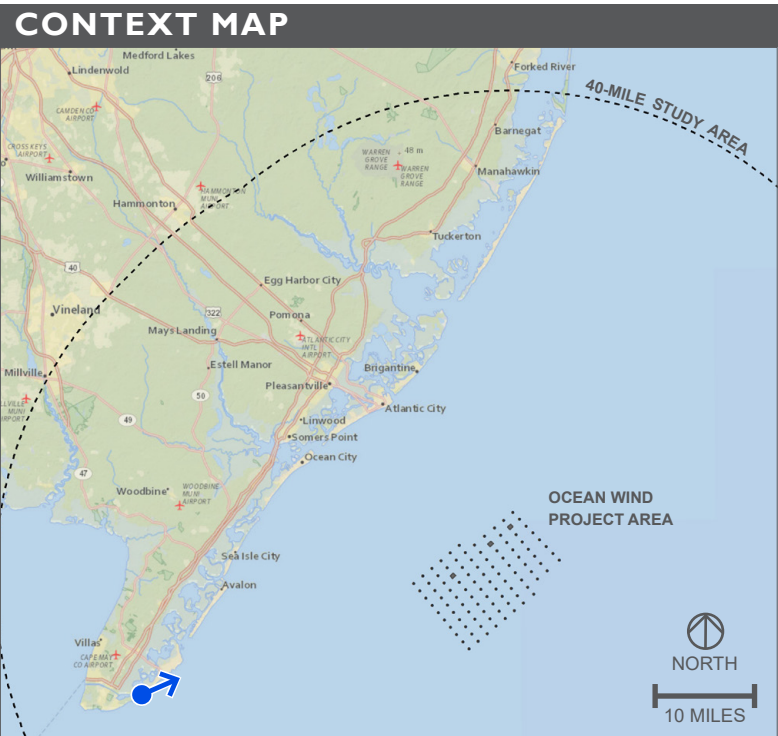 CONTEXT MAP
Medford Lakes
Lindenwold
206
Forked River
40-MILE STUDY AREA
CAMDEN CO
AIRPORT
Barnegat
CROSS KEYS
AIRPORT
WARREN
GROVE
RANGE
48 m
WARREN
GROVE
RANGE
Manahawkin
Williamstown
HAMMONTON
MUNI
AIRPORT
Hammonton
Tuckerton
40
Egg Harbor City
Vineland
322
Pomona
Mays Landing
ATLANTIC CITY
INTL
AIRPORT
Estell Manor
Brigantine
Millville
Pleasantville
LLVILLE
MUNI
IRPORT
50
Atlantic City
49
Linwood
Somers Point
Ocean City
47
Woodbine
WOODBINE
MUNI
AIRPORT
OCEAN WIND
PROJECT AREA
Sea Isle City
Avalon
Villas
CAPE MAY
CO AIRPORT
NORTH
10 MILES